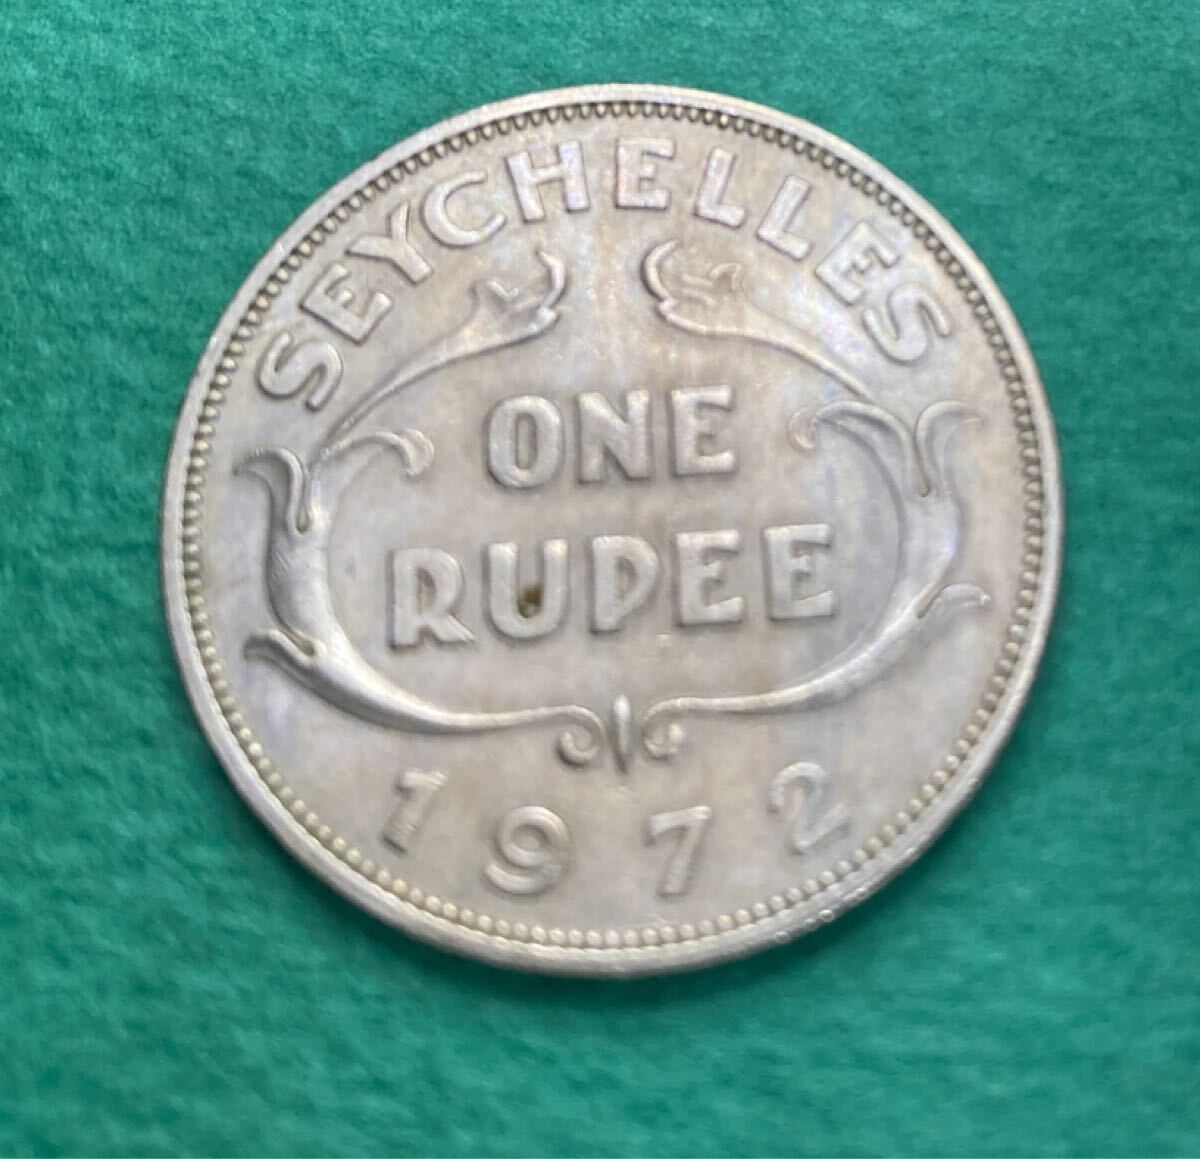 SEYCHELLES
ONE
RUPEE
1972